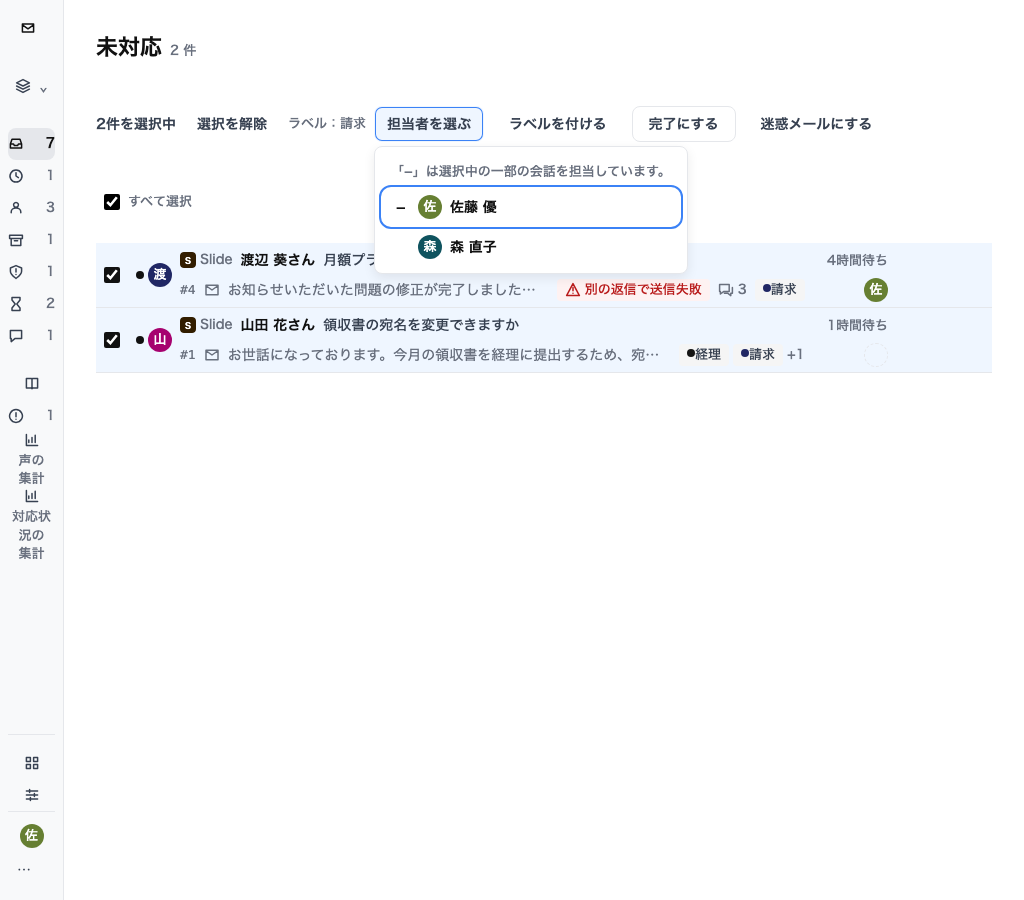 未対応 2 件
2件を選択中 選択を解除 ラベル：請求 担当者を選ぶ ラベルを付ける 完了にする 迷惑メールにする
「–」は選択中の一部の会話を担当しています。
– 佐 佐藤 優
森 森 直子
すべて選択
渡 S Slide 渡辺 葵さん 月額プラ 4時間待ち
#4 お知らせいただいた問題の修正が完了しました… 別の返信で送信失敗 3 請求 佐
山 S Slide 山田 花さん 領収書の宛名を変更できますか 1時間待ち
#1 お世話になっております。今月の領収書を経理に提出するため、宛… 経理 請求 +1
7
1
3
1
1
2
1
1
声の
集計
対応状
況の
集計
佐
…